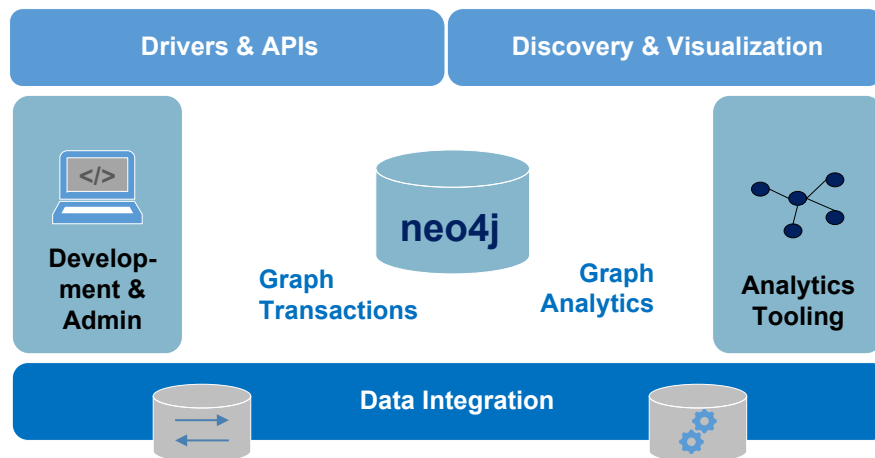 Drivers & APIs
Discovery & Visualization
</>
neo4j
Develop-
ment &
Admin
Graph
Transactions
Graph
Analytics
Analytics
Tooling
Data Integration